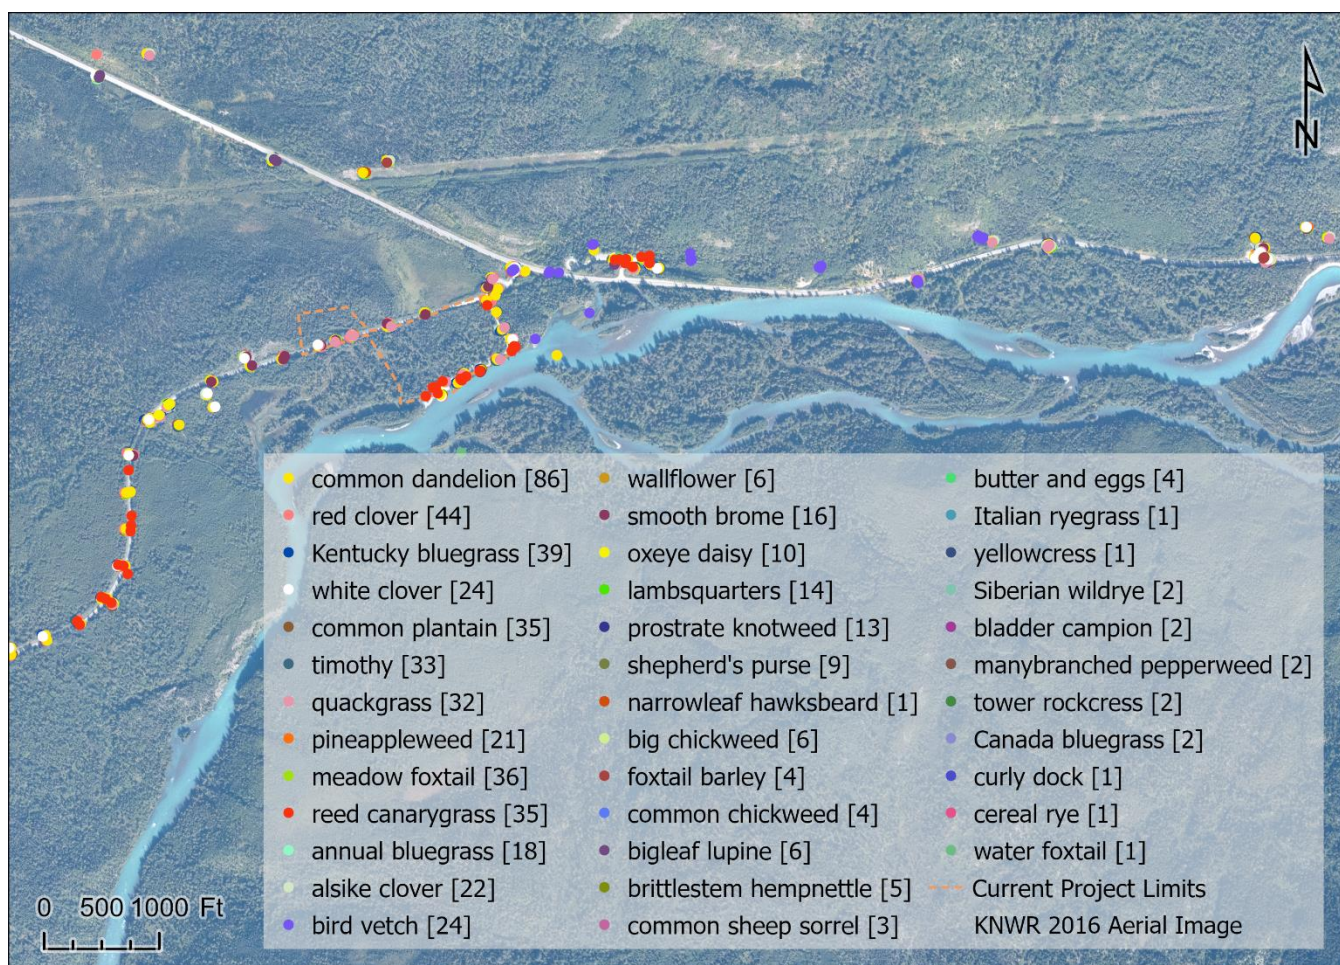 N
common dandelion [86]
red clover [44]
Kentucky bluegrass [39]
white clover [24]
common plantain [35]
timothy [33]
quackgrass [32]
pineappleweed [21]
meadow foxtail [36]
reed canarygrass [35]
annual bluegrass [18]
alsike clover [22]
bird vetch [24]
wallflower [6]
smooth brome [16]
oxeye daisy [10]
lambsquarters [14]
prostrate knotweed [13]
shepherd's purse [9]
narrowleaf hawksbeard [1]
big chickweed [6]
foxtail barley [4]
common chickweed [4]
bigleaf lupine [6]
brittlestem hempnettle [5]
common sheep sorrel [3]
butter and eggs [4]
Italian ryegrass [1]
yellowcress [1]
Siberian wildrye [2]
bladder campion [2]
manybranched pepperweed [2]
tower rockcress [2]
Canada bluegrass [2]
curly dock [1]
cereal rye [1]
water foxtail [1]
Current Project Limits
KNWR 2016 Aerial Image
0 500 1000 Ft